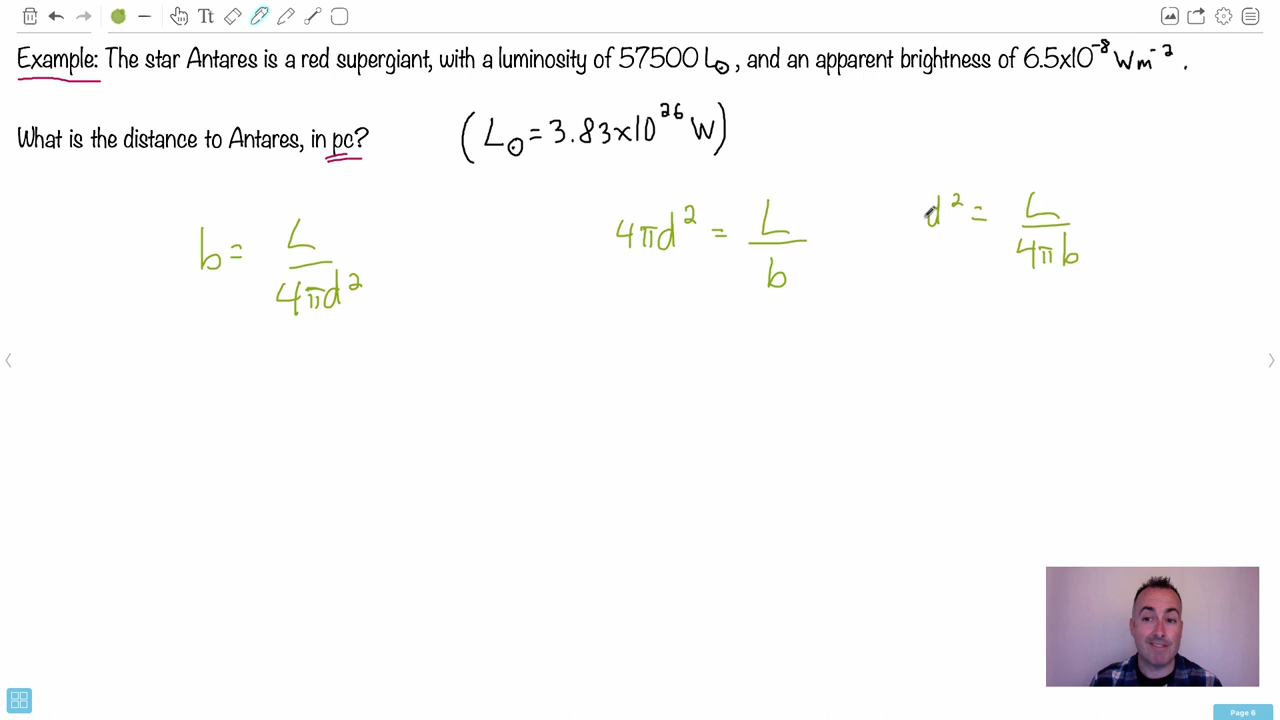 Tt
Example: The star Antares is a red supergiant, with a luminosity of 57500 L☉, and an apparent brightness of 6.5x10⁻⁸ Wm⁻².
What is the distance to Antares, in pc? (L☉ = 3.83x10²⁶ W)
b = L / 4πd² 4πd² = L / b d² = L / 4πb
Page 6